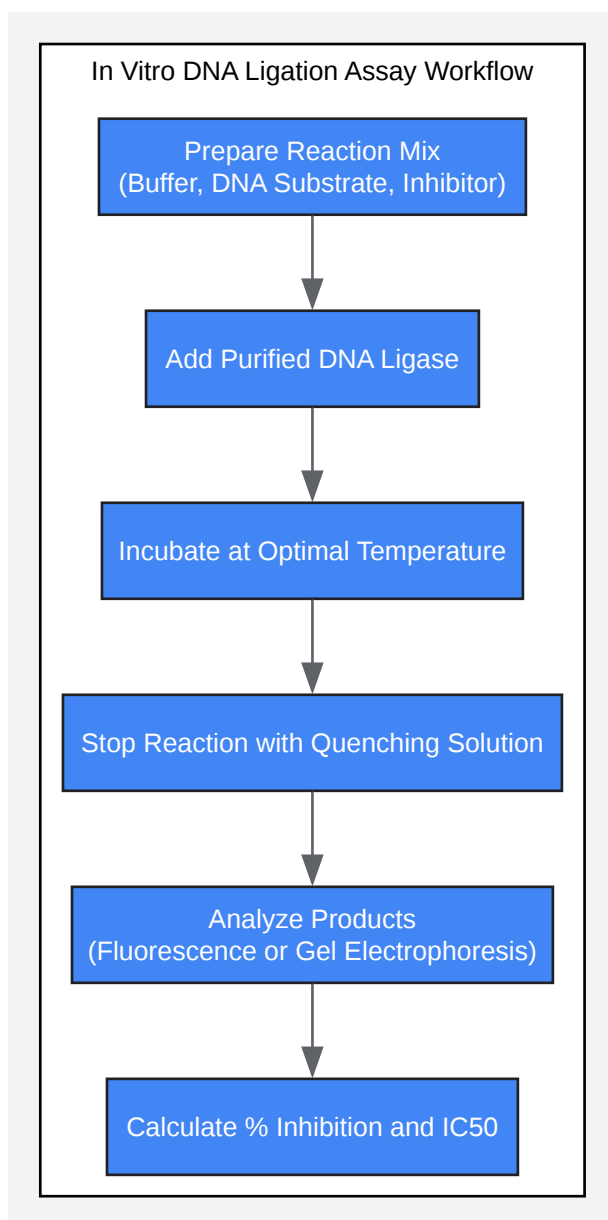 In Vitro DNA Ligation Assay Workflow
Prepare Reaction Mix
(Buffer, DNA Substrate, Inhibitor)
Add Purified DNA Ligase
Incubate at Optimal Temperature
Stop Reaction with Quenching Solution
Analyze Products
(Fluorescence or Gel Electrophoresis)
Calculate % Inhibition and IC50